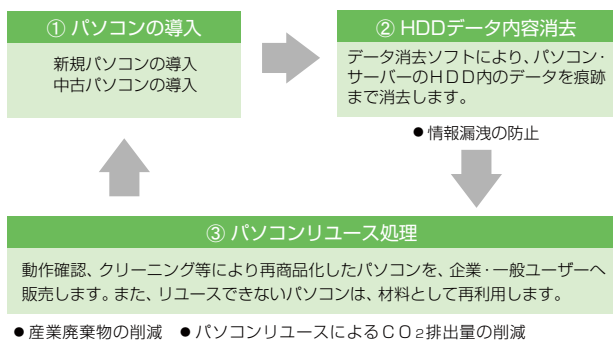 ① パソコンの導入
新規パソコンの導入
中古パソコンの導入
② HDDデータ内容消去
データ消去ソフトにより、パソコン・
サーバーのHDD内のデータを痕跡
まで消去します。
●情報漏洩の防止
③ パソコンリユース処理
動作確認、クリーニング等により再商品化したパソコンを、企業・一般ユーザーへ
販売します。また、リユースできないパソコンは、材料として再利用します。
●産業廃棄物の削減 ●パソコンリユースによるCO2排出量の削減